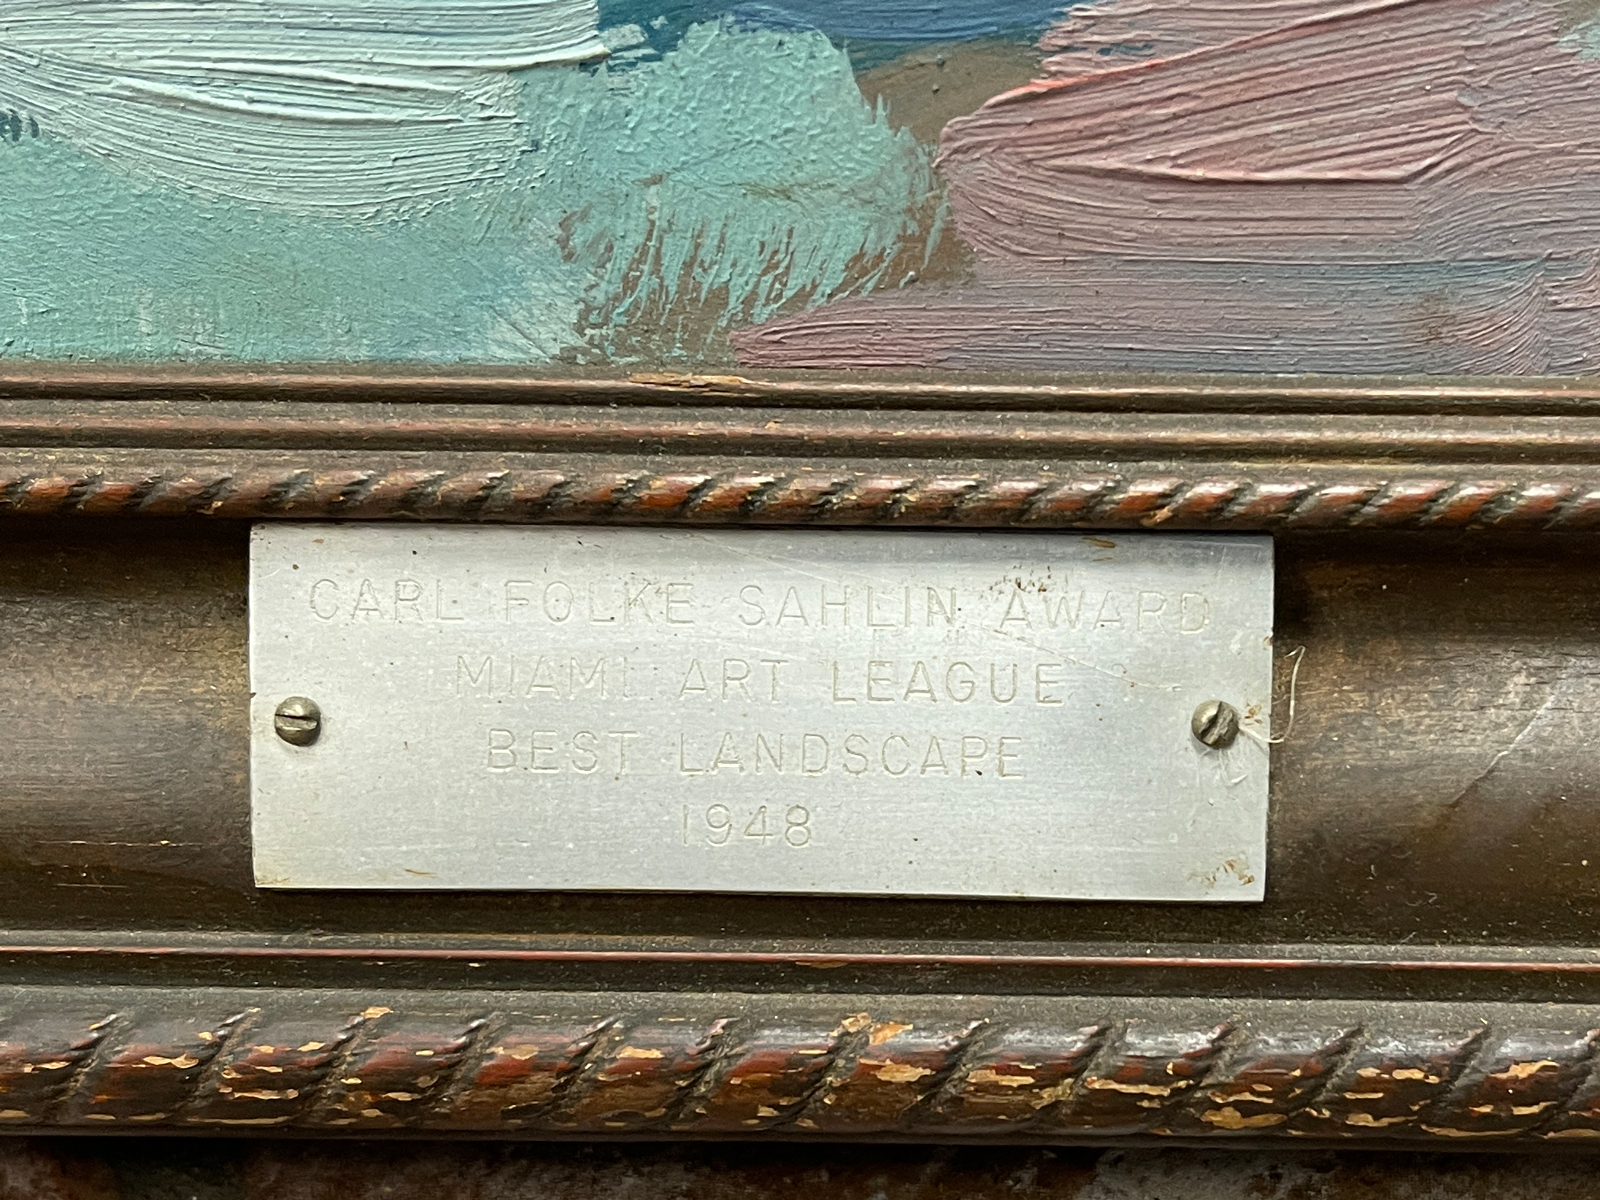 CARL FOLKE SAHLIN AWARD
MIAMI ART LEAGUE
BEST LANDSCAPE
1948